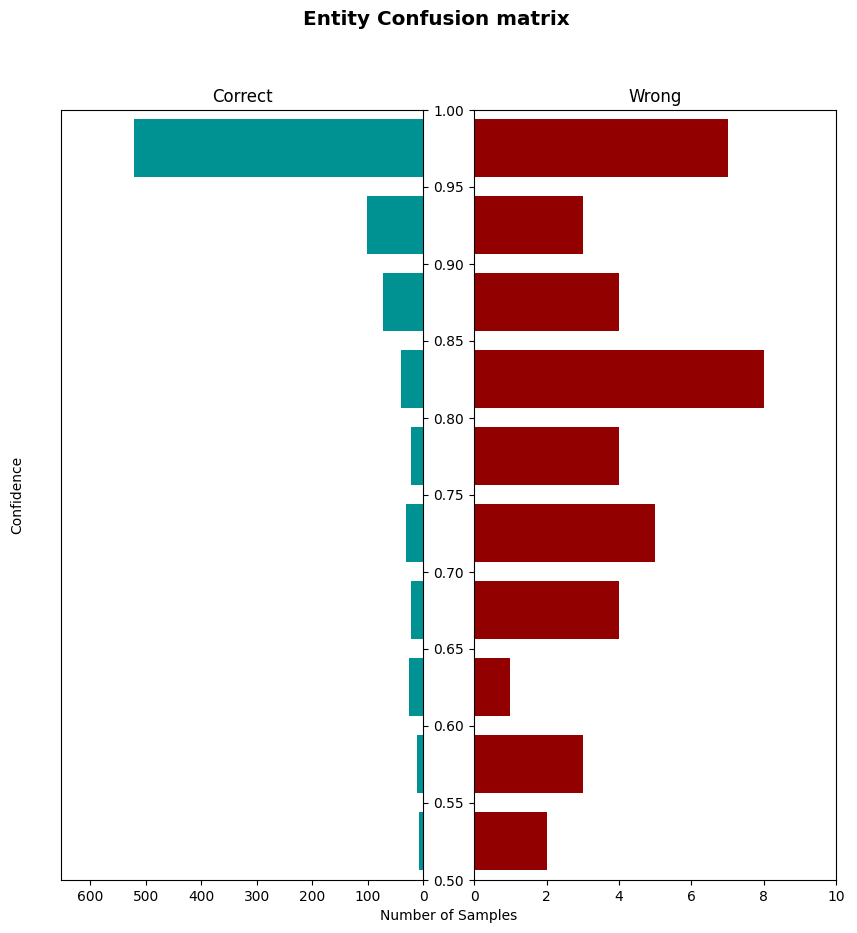 Entity Confusion matrix
Correct
Wrong
1.00
0.95
0.90
0.85
0.80
0.75
0.70
0.65
0.60
0.55
0.50
Confidence
600 500 400 300 200 100 0
0 2 4 6 8 10
Number of Samples